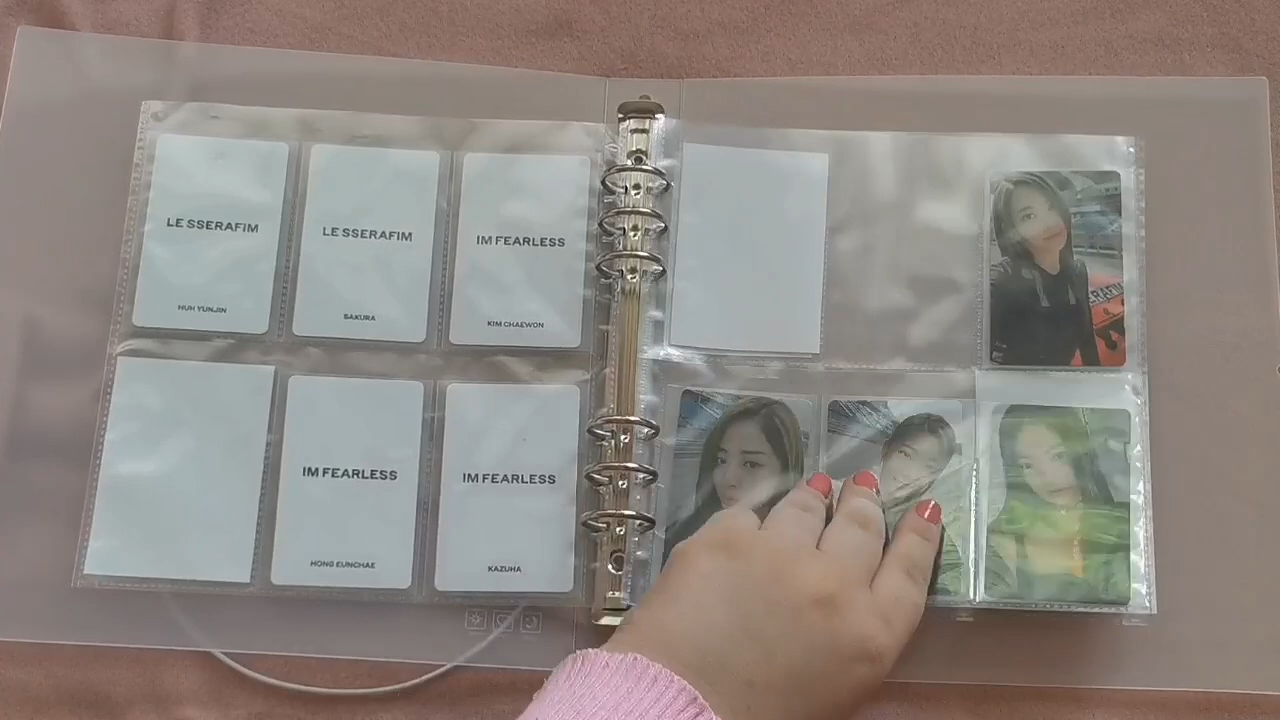 LE SSERAFIM
HUH YUNJIN
LE SSERAFIM
SAKURA
IM FEARLESS
KIM CHAEWON
IM FEARLESS
HONG EUNCHAE
IM FEARLESS
KAZUHA